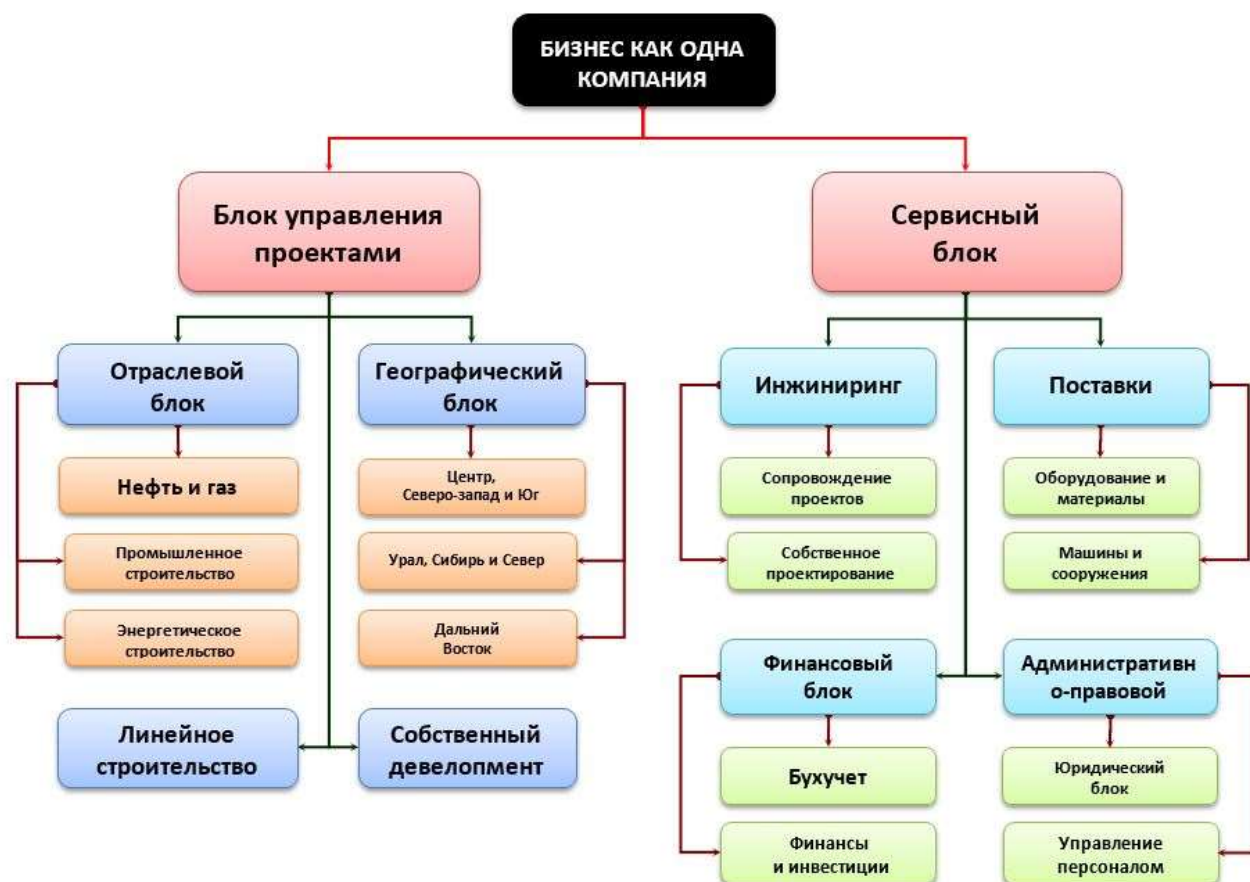 БИЗНЕС КАК ОДНА
КОМПАНИЯ
Блок управления
проектами
Сервисный
блок
Отраслевой
блок
Географический
блок
Инжиниринг
Поставки
Нефть и газ
Центр,
Северо-запад и Юг
Сопровождение
проектов
Оборудование и
материалы
Промышленное
строительство
Урал, Сибирь и Север
Собственное
проектирование
Машины и
сооружения
Энергетическое
строительство
Дальний
Восток
Финансовый
блок
Административн
о-правовой
Линейное
строительство
Собственный
девелопмент
Бухучет
Юридический
блок
Финансы
и инвестиции
Управление
персоналом